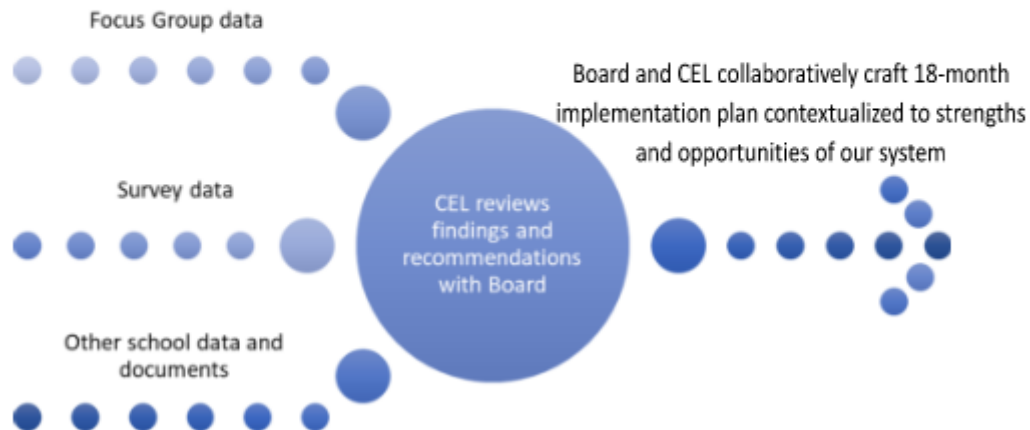 Focus Group data
Survey data
Other school data and
documents
CEL reviews
findings and
recommendations
with Board
Board and CEL collaboratively craft 18-month
implementation plan contextualized to strengths
and opportunities of our system